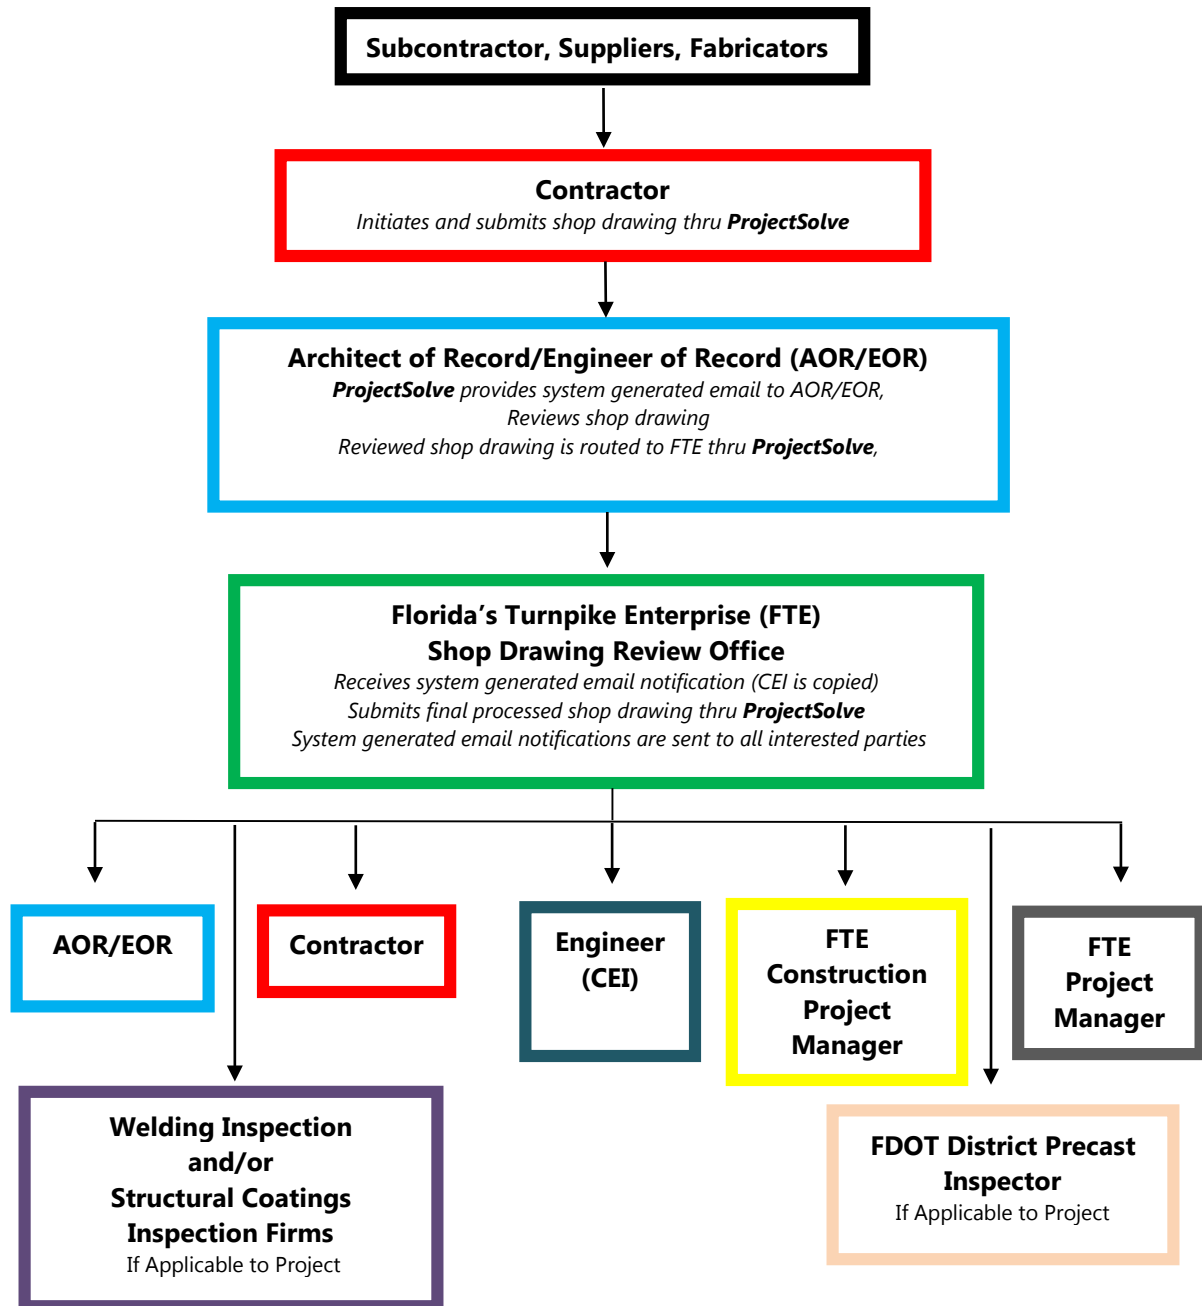 Subcontractor, Suppliers, Fabricators
Contractor
Initiates and submits shop drawing thru ProjectSolve
Architect of Record/Engineer of Record (AOR/EOR)
ProjectSolve provides system generated email to AOR/EOR,
Reviews shop drawing
Reviewed shop drawing is routed to FTE thru ProjectSolve,
Florida’s Turnpike Enterprise (FTE)
Shop Drawing Review Office
Receives system generated email notification (CEI is copied)
Submits final processed shop drawing thru ProjectSolve
System generated email notifications are sent to all interested parties
AOR/EOR
Contractor
Engineer
(CEI)
FTE
Construction
Project
Manager
FTE
Project
Manager
Welding Inspection
and/or
Structural Coatings
Inspection Firms
If Applicable to Project
FDOT District Precast
Inspector
If Applicable to Project